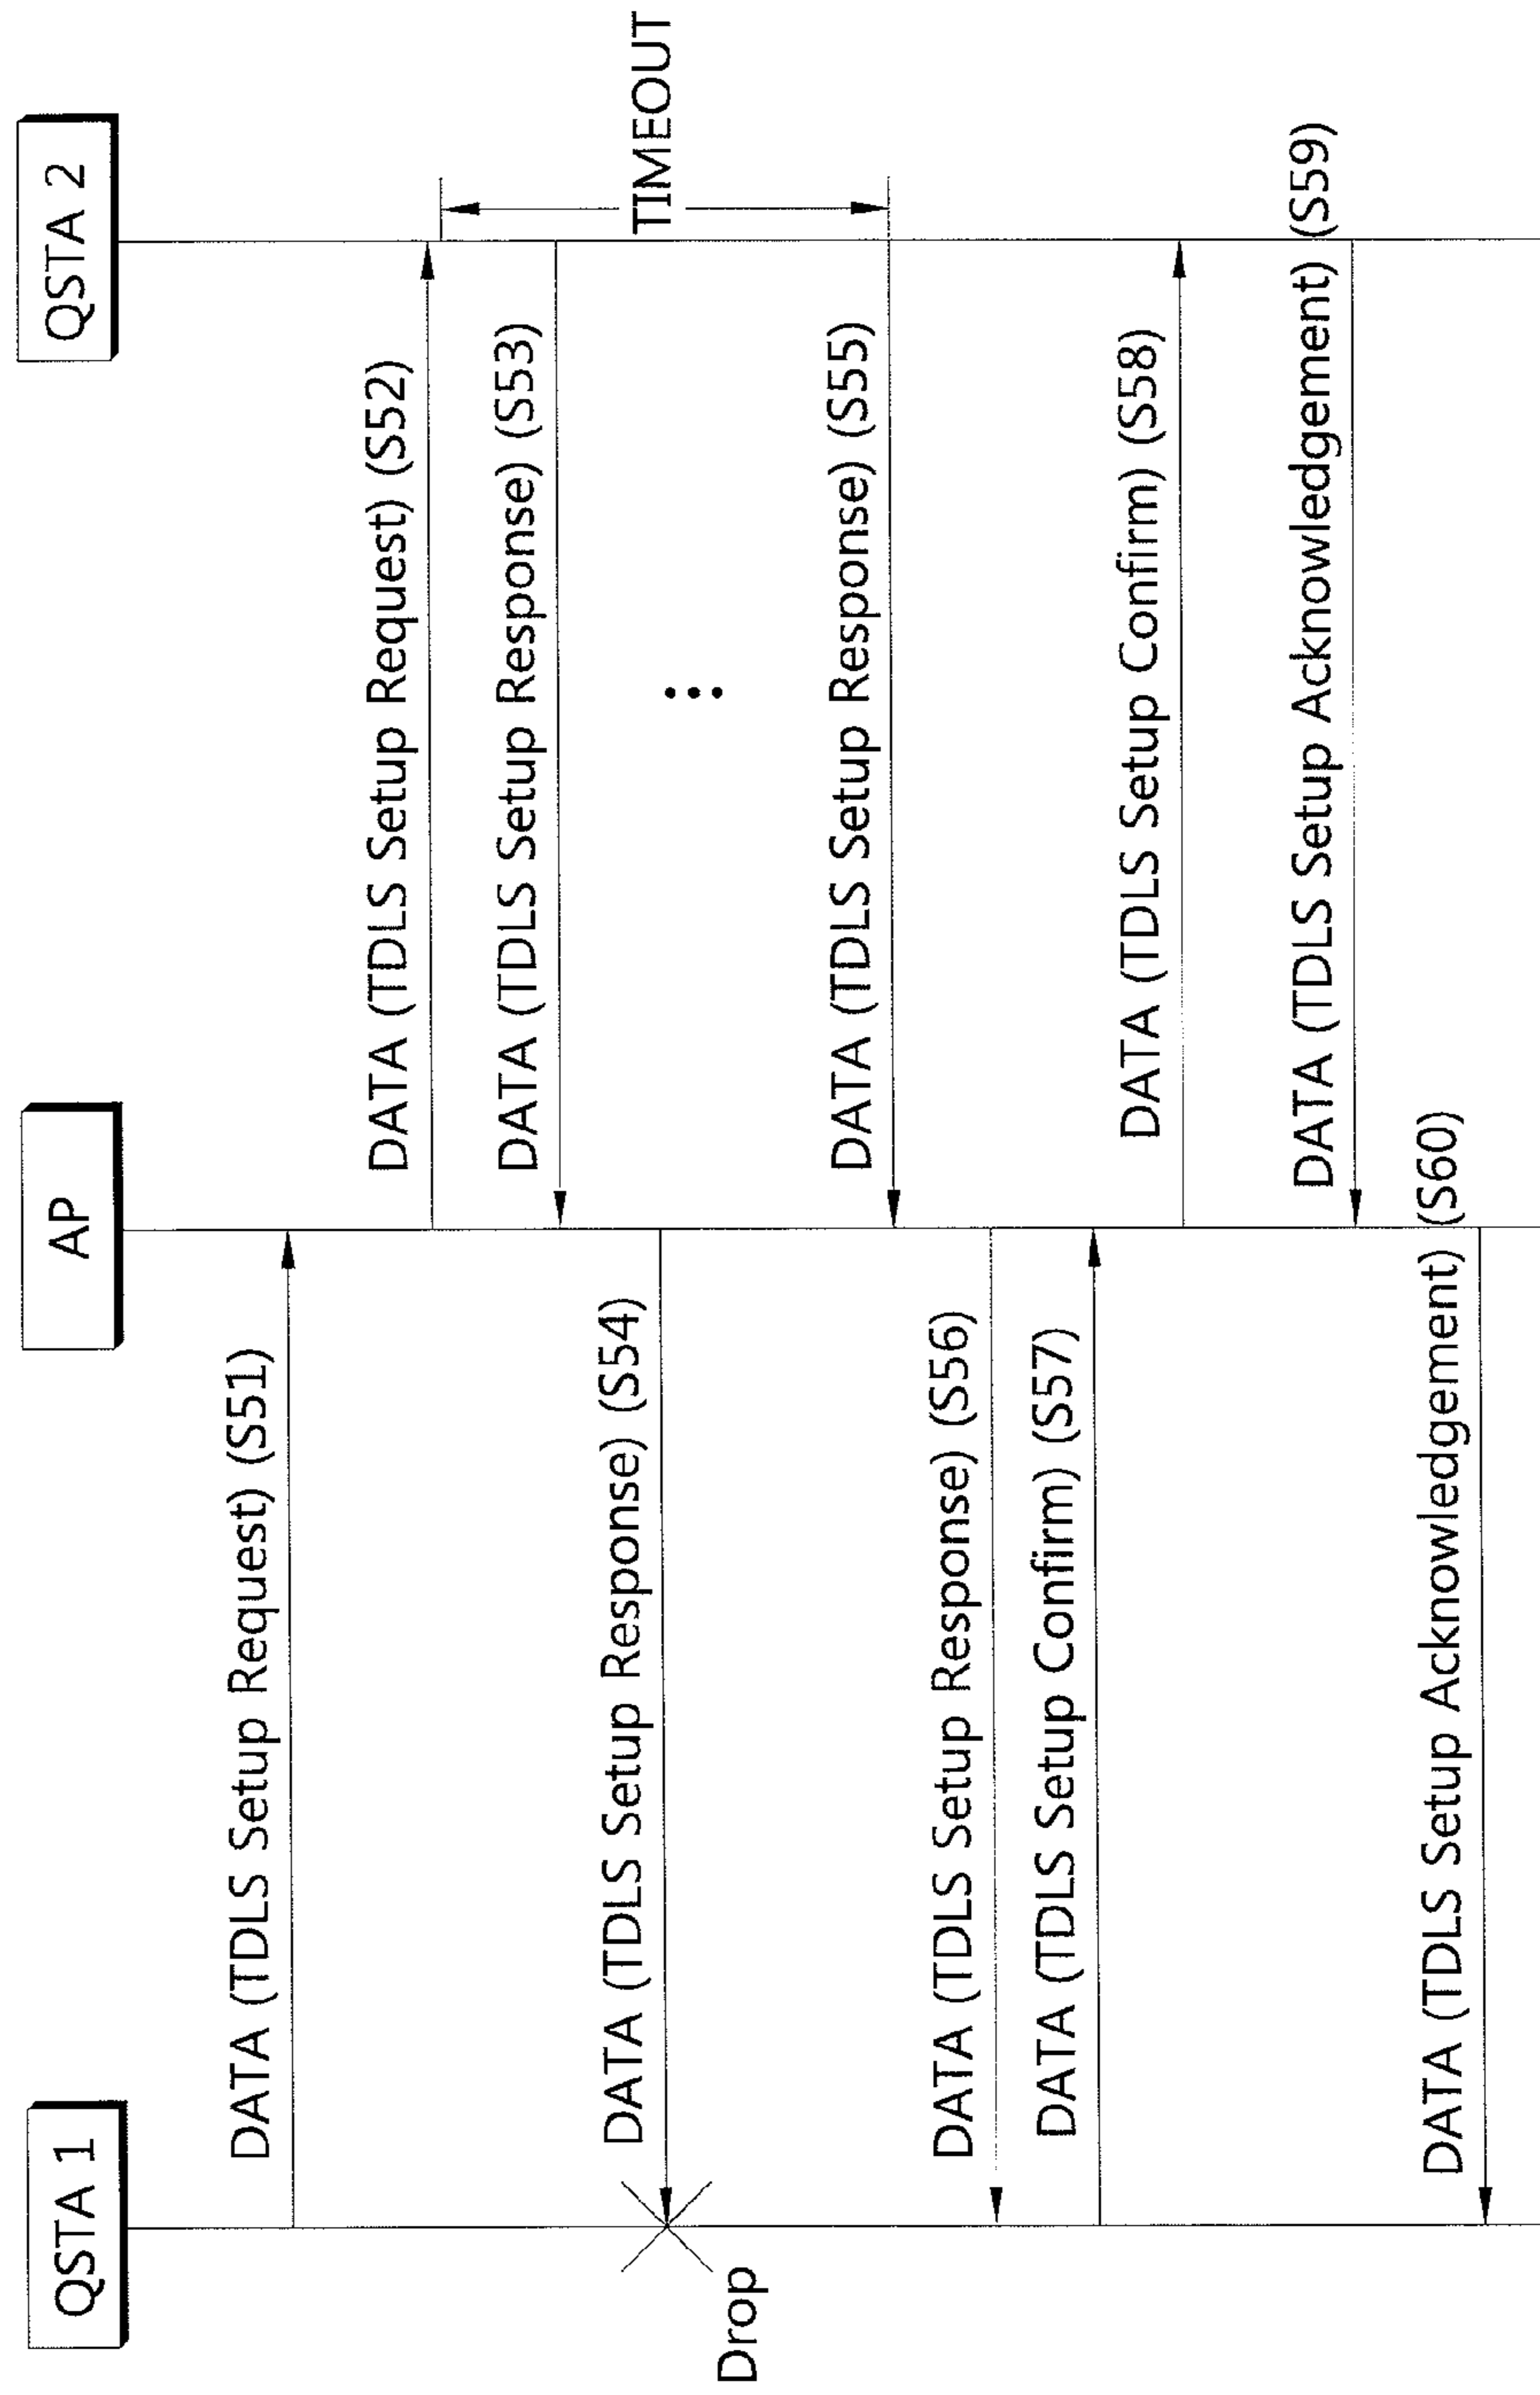 QSTA 1
AP
QSTA 2
DATA (TDLS Setup Request) (S51)
DATA (TDLS Setup Request) (S52)
DATA (TDLS Setup Response) (S53)
DATA (TDLS Setup Response) (S54)
Drop
TIMEOUT
DATA (TDLS Setup Response) (S55)
DATA (TDLS Setup Response) (S56)
DATA (TDLS Setup Confirm) (S57)
DATA (TDLS Setup Confirm) (S58)
DATA (TDLS Setup Acknowledgement) (S59)
DATA (TDLS Setup Acknowledgement) (S60)